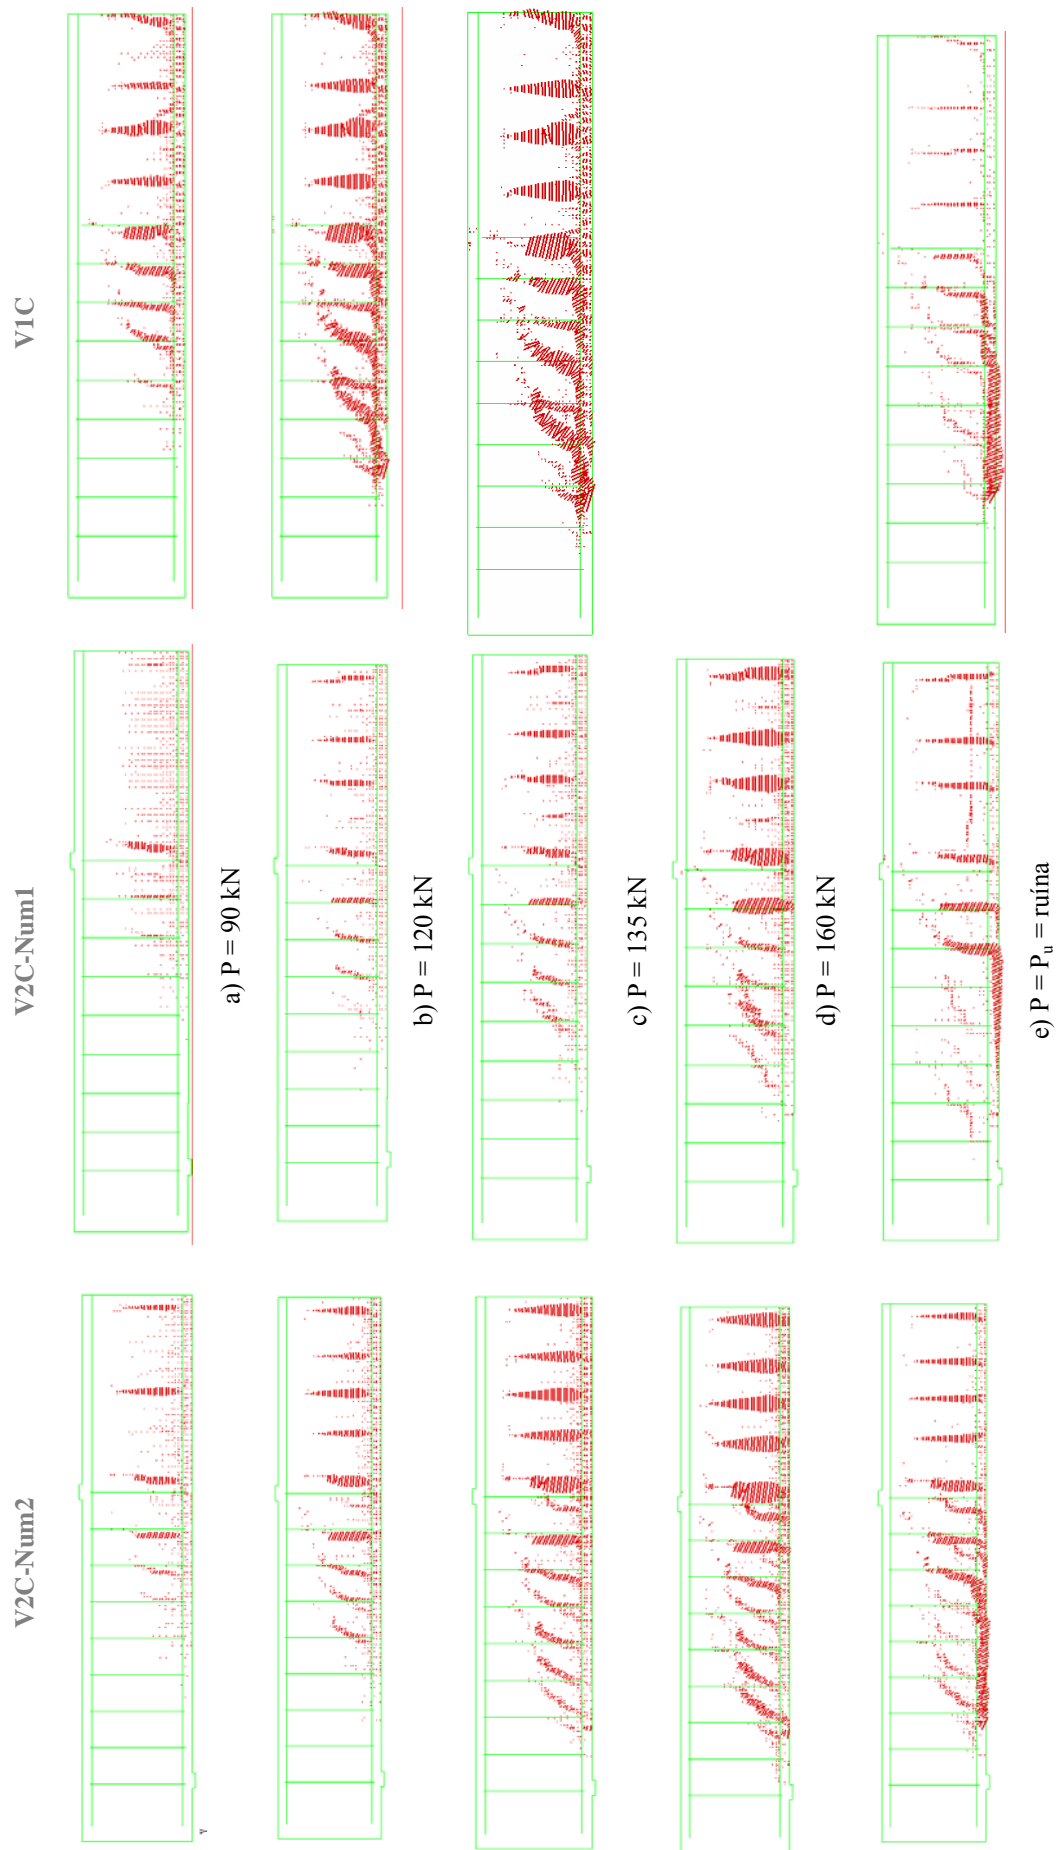 V2C-Num2 V2C-Num1 V1C
a) P = 90 kN
b) P = 120 kN
c) P = 135 kN
d) P = 160 kN
e) P = Pu = ruína